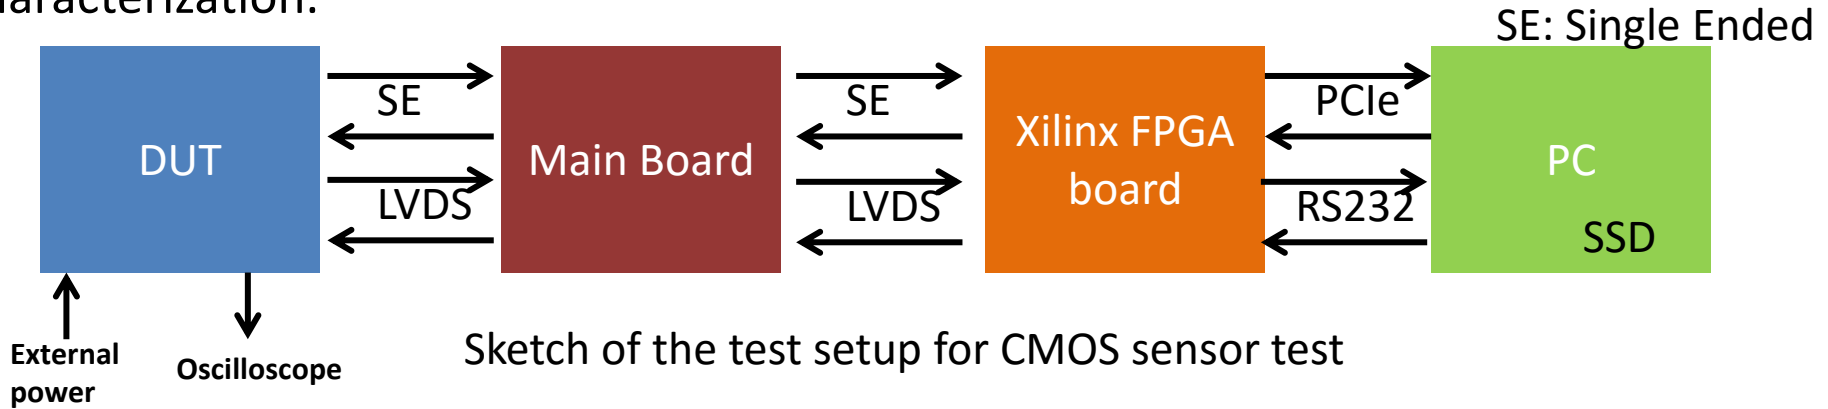 SE: Single Ended
DUT
SE
LVDS
Main Board
SE
LVDS
Xilinx FPGA
board
PCIe
RS232
PC
SSD
External
power
Oscilloscope
Sketch of the test setup for CMOS sensor test